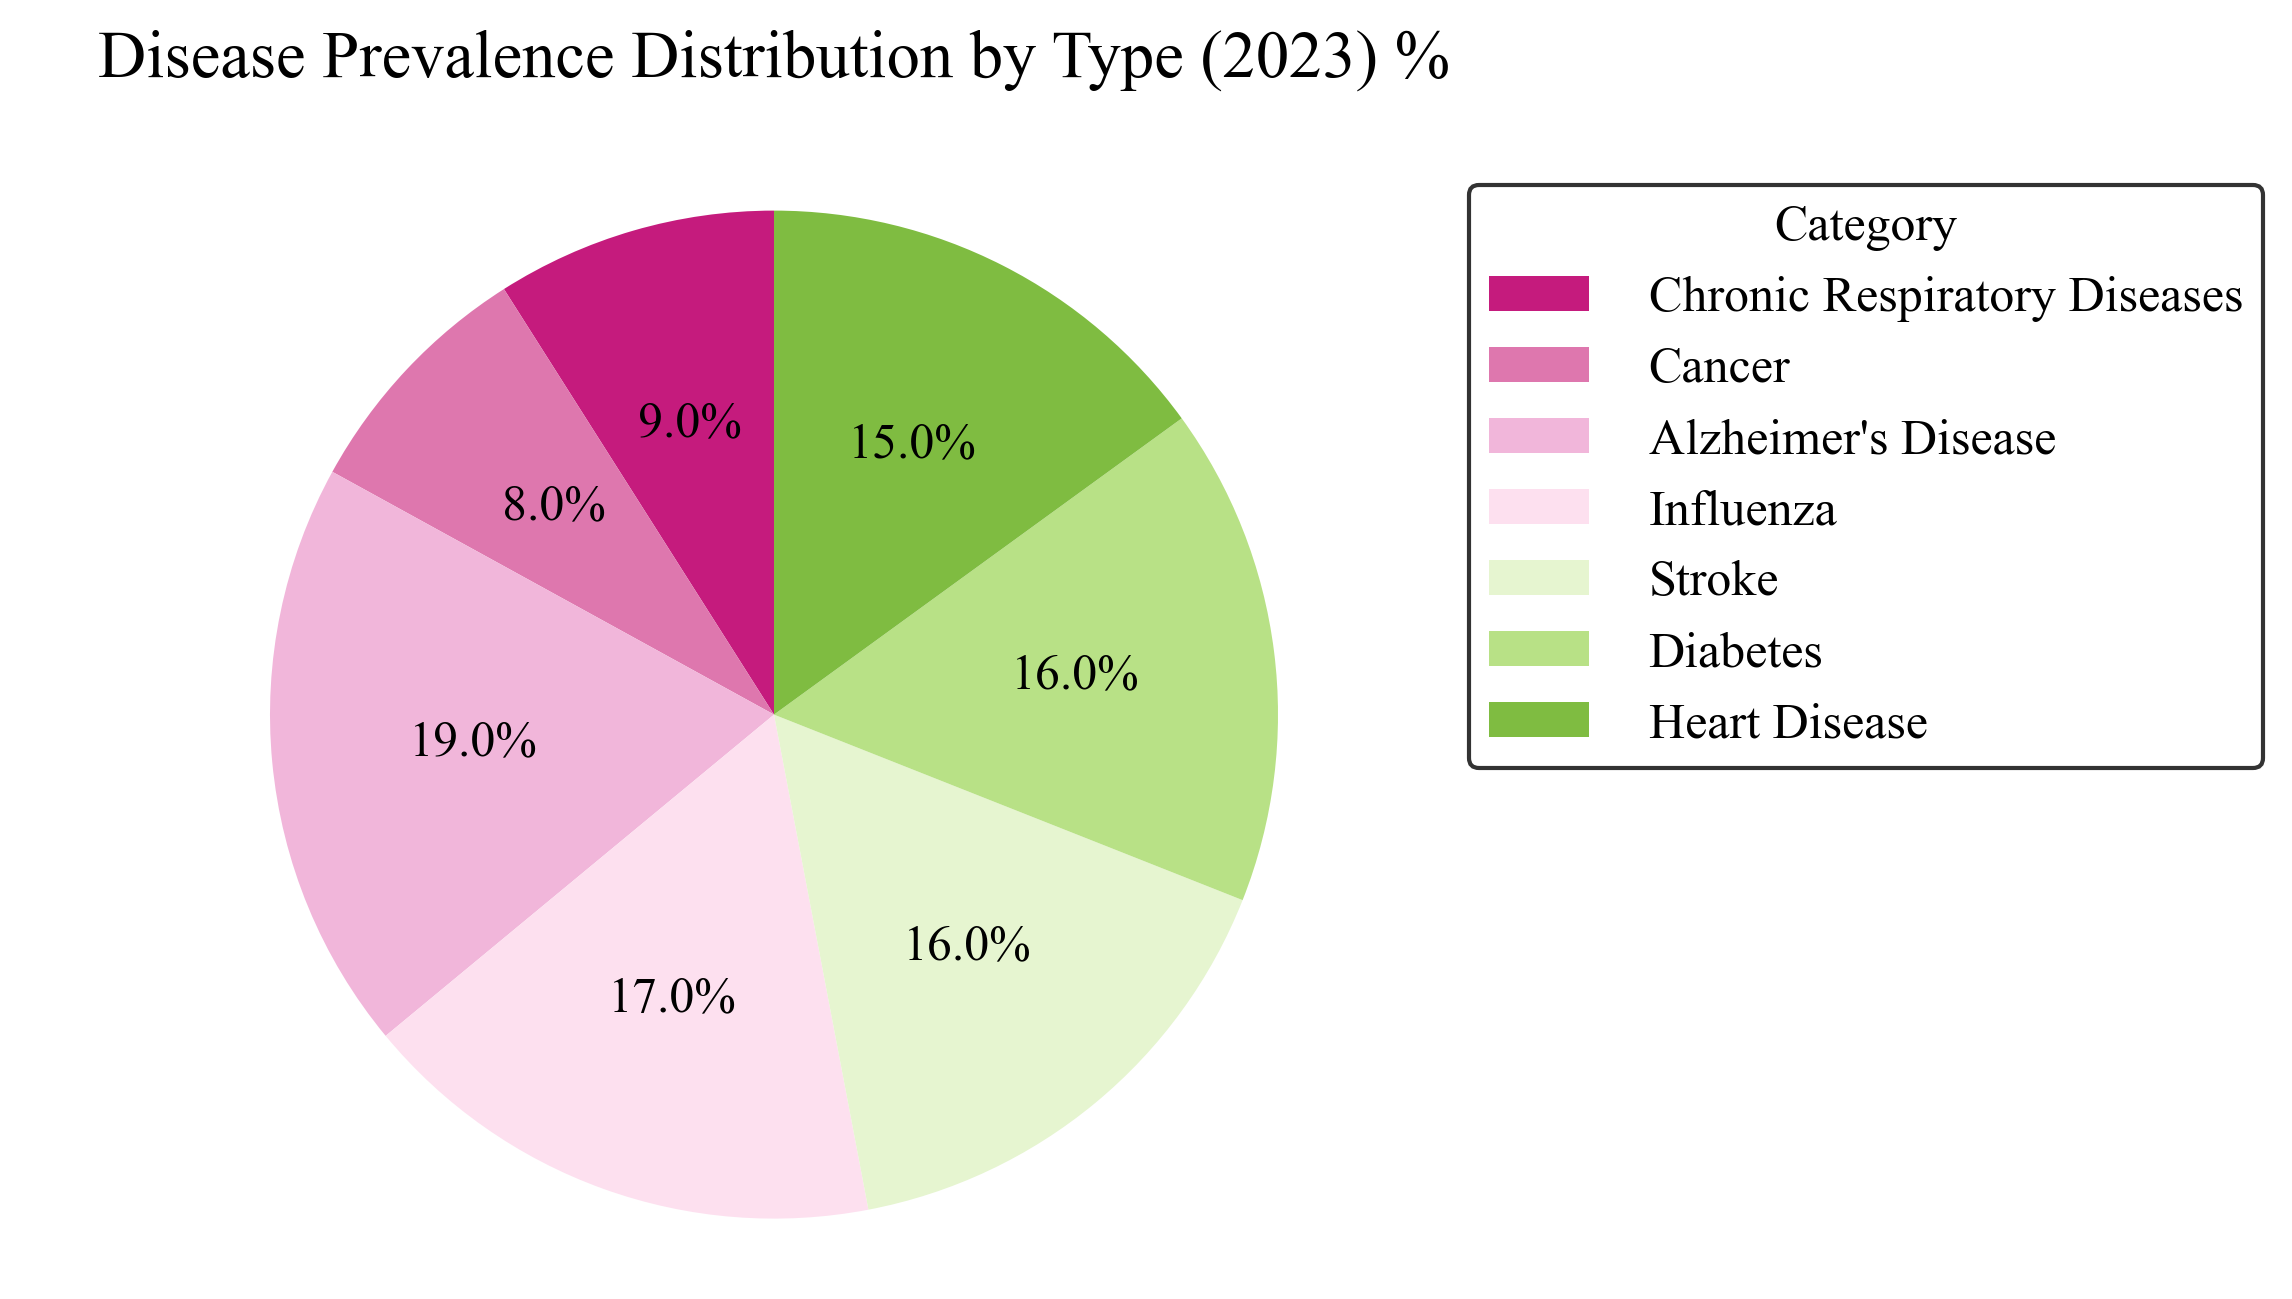 Disease Prevalence Distribution by Type (2023) %
Category
Chronic Respiratory Diseases
Cancer
Alzheimer's Disease
Influenza
Stroke
Diabetes
Heart Disease
9.0%
15.0%
8.0%
16.0%
19.0%
16.0%
17.0%